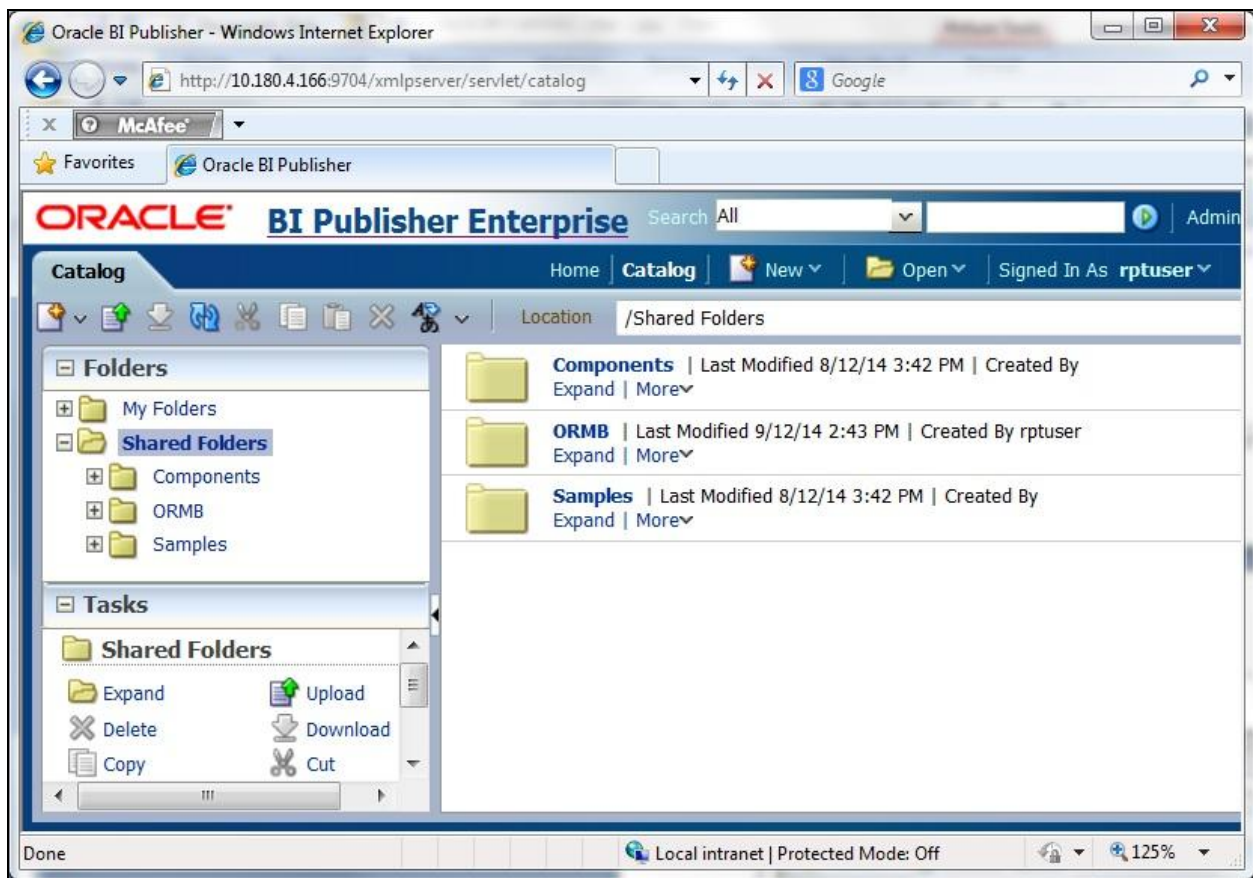 Oracle BI Publisher - Windows Internet Explorer
http://10.180.4.166:9704/xmlpserver/servlet/catalog
Google
x McAfee
Favorites
Oracle BI Publisher
ORACLE BI Publisher Enterprise Search All Admin
Catalog
Home Catalog New Open Signed In As rptuser
Location /Shared Folders
Folders
My Folders
Shared Folders
Components
ORMB
Samples
Tasks
Shared Folders
Expand Upload
Delete Download
Copy Cut
Components | Last Modified 8/12/14 3:42 PM | Created By
Expand | More
ORMB | Last Modified 9/12/14 2:43 PM | Created By rptuser
Expand | More
Samples | Last Modified 8/12/14 3:42 PM | Created By
Expand | More
Done
Local intranet | Protected Mode: Off
125%